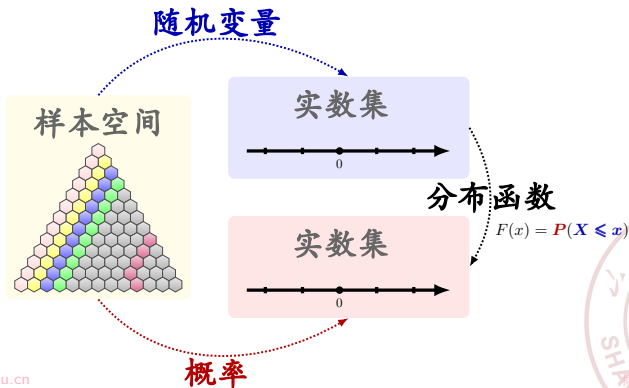 随机变量
样本空间
实数集
0
分布函数
F(x) = P(X ⩽ x)
实数集
0
概率
u.cn
SHA